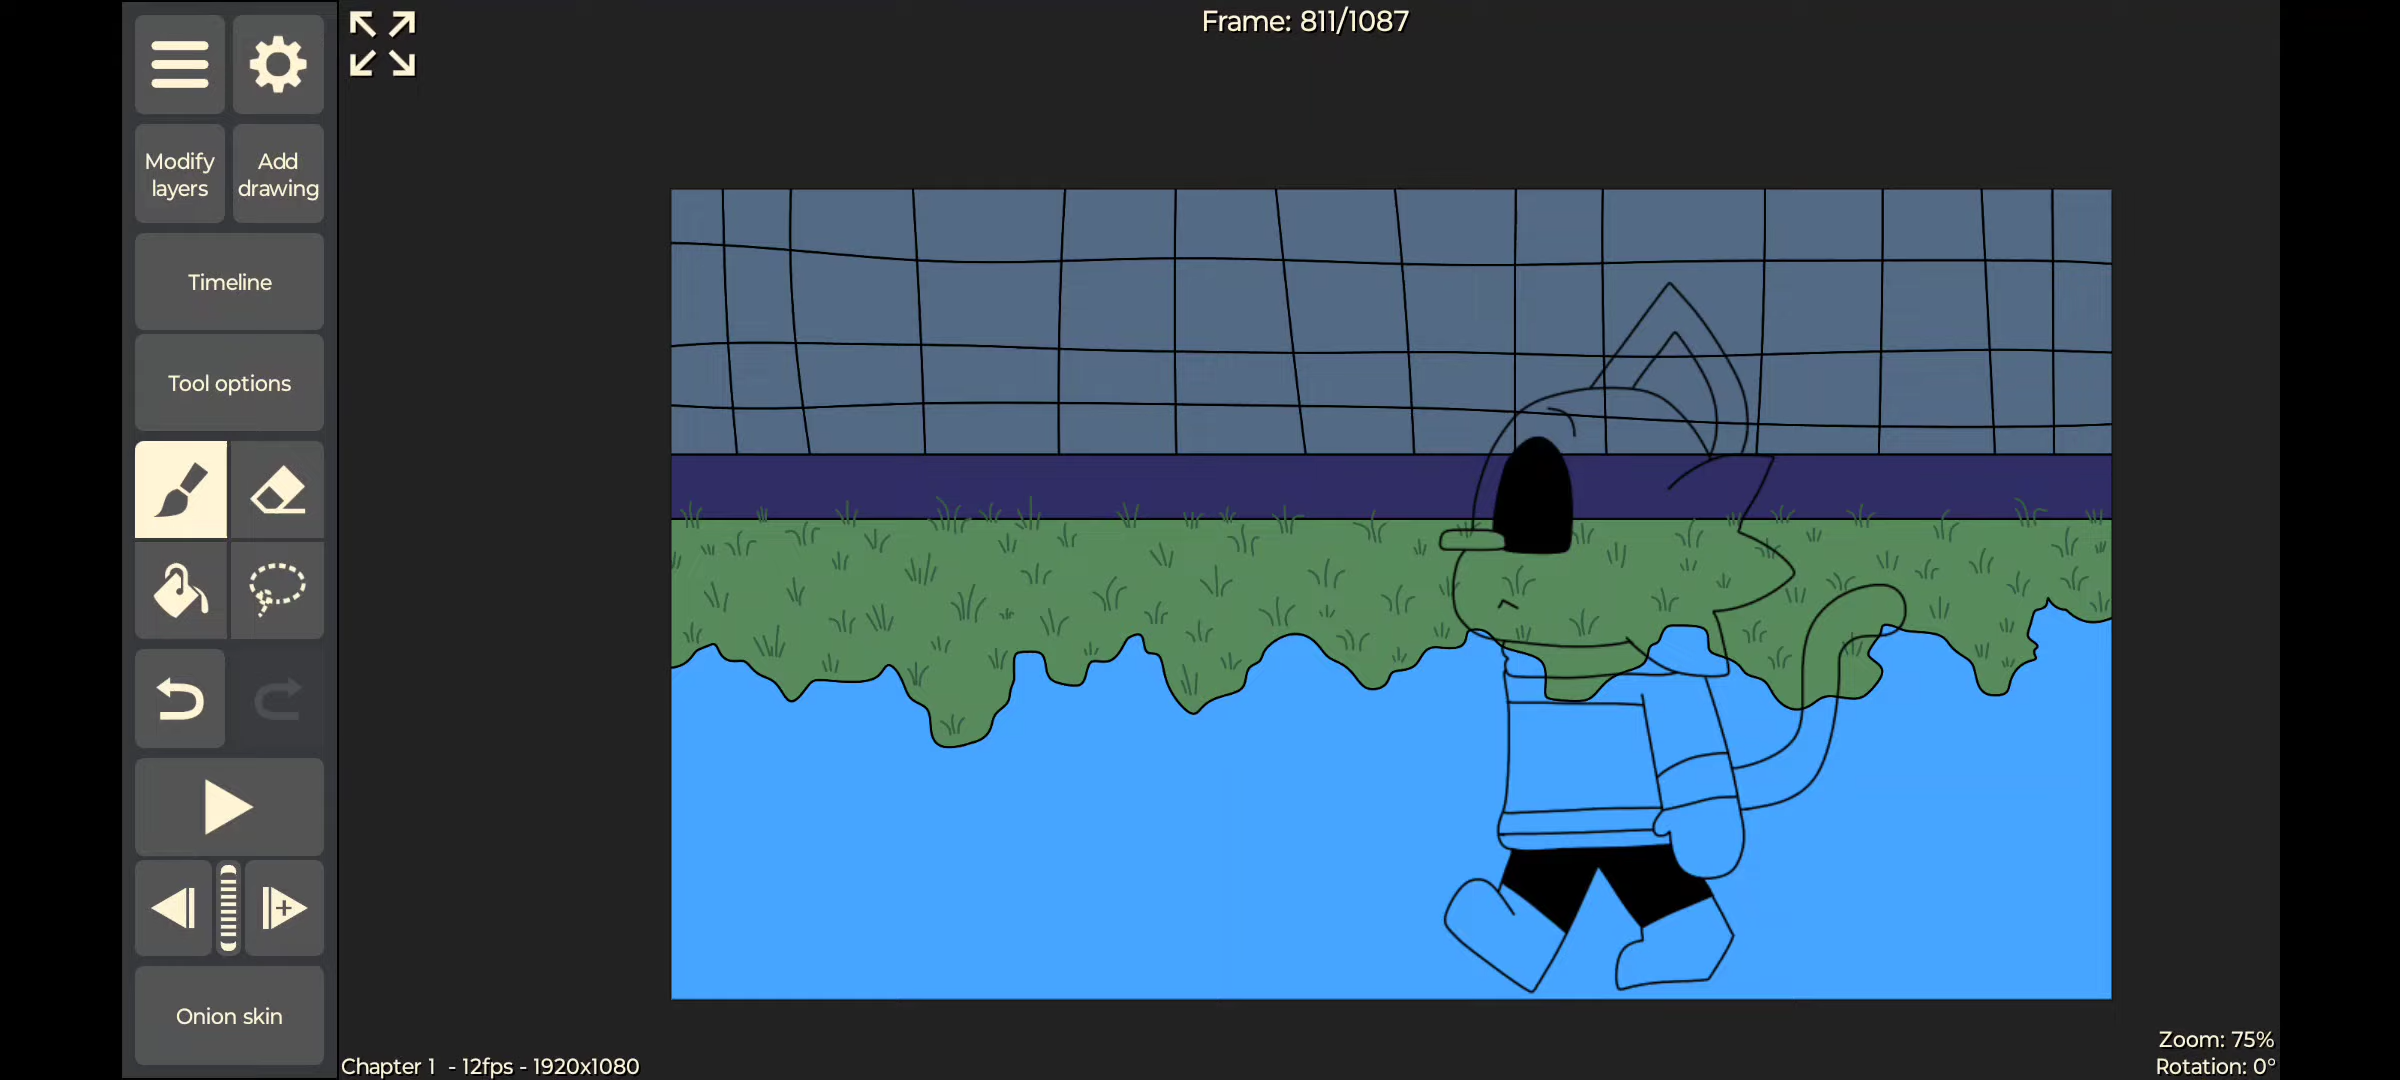 Frame: 811/1087
Modify
layers
Add
drawing
Timeline
Tool options
Onion skin
Chapter 1 - 12fps - 1920x1080
Zoom: 75%
Rotation: 0°